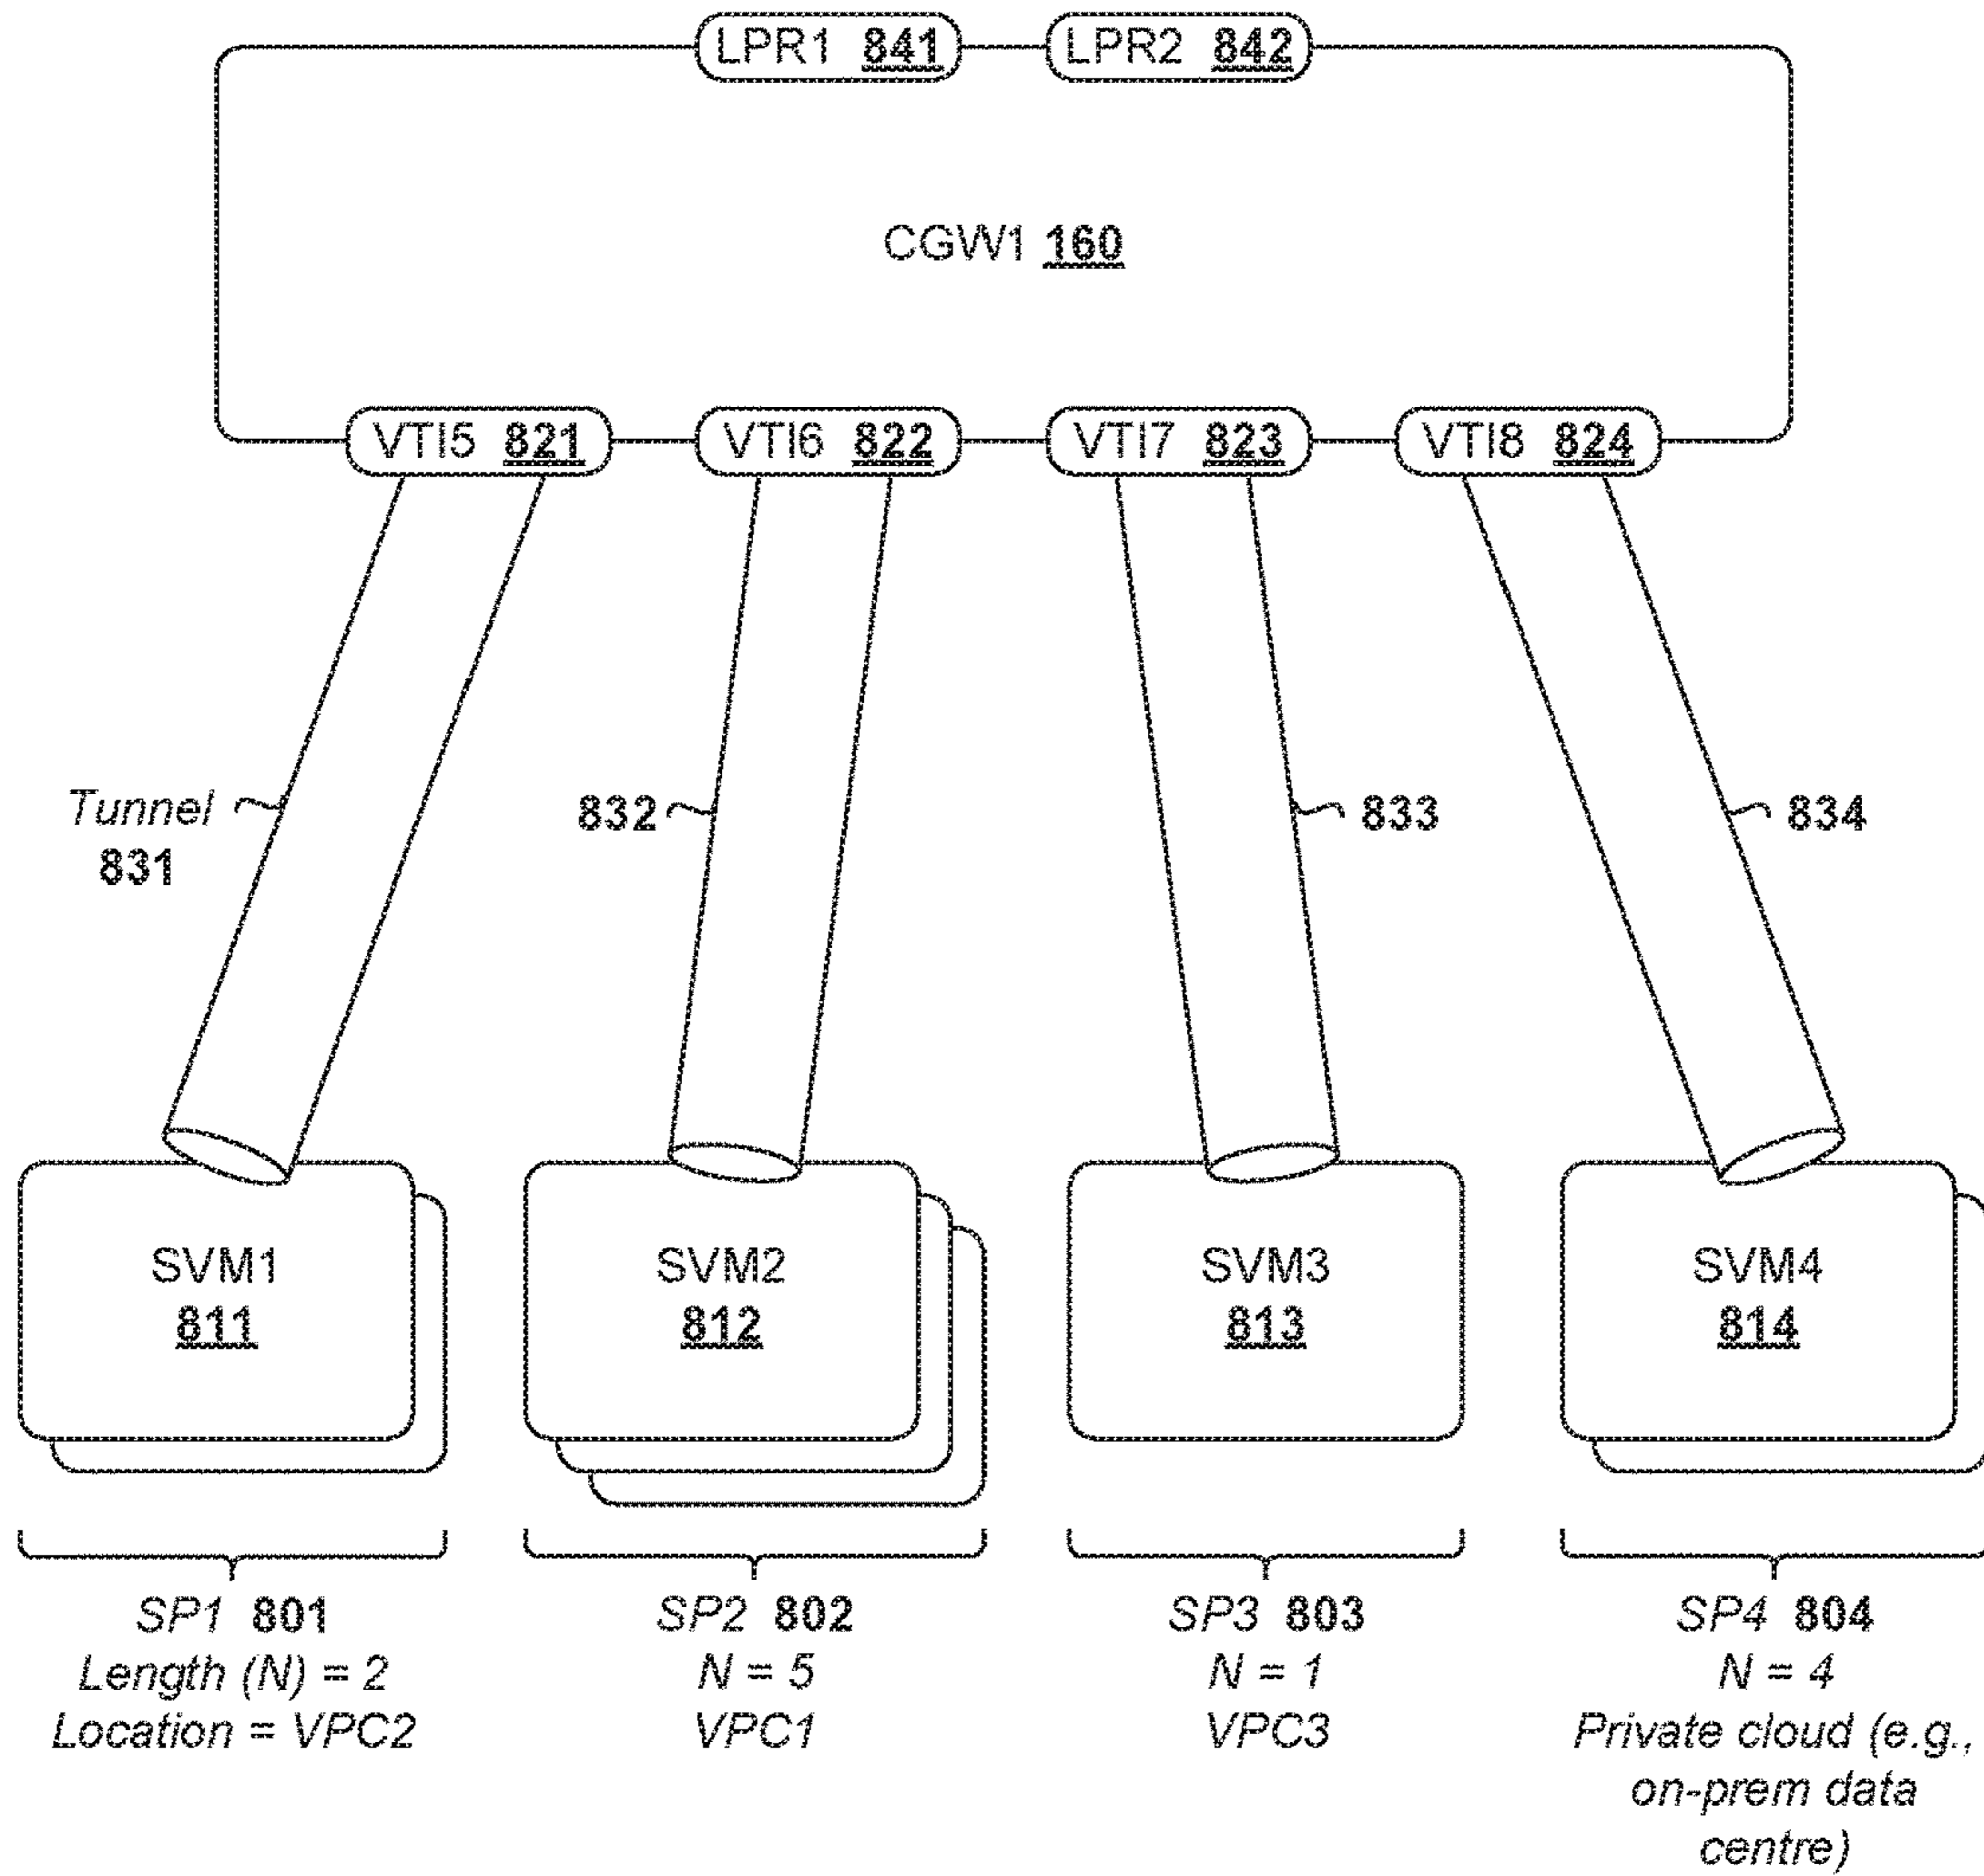 LPR1 841
LPR2 842
CGW1 160
VTI5 821
VTI6 822
VTI7 823
VTI8 824
Tunnel
831
832
833
834
SVM1
811
SVM2
812
SVM3
813
SVM4
814
SP1 801
Length (N) = 2
Location = VPC2
SP2 802
N = 5
VPC1
SP3 803
N = 1
VPC3
SP4 804
N = 4
Private cloud (e.g.,
on-prem data
centre)